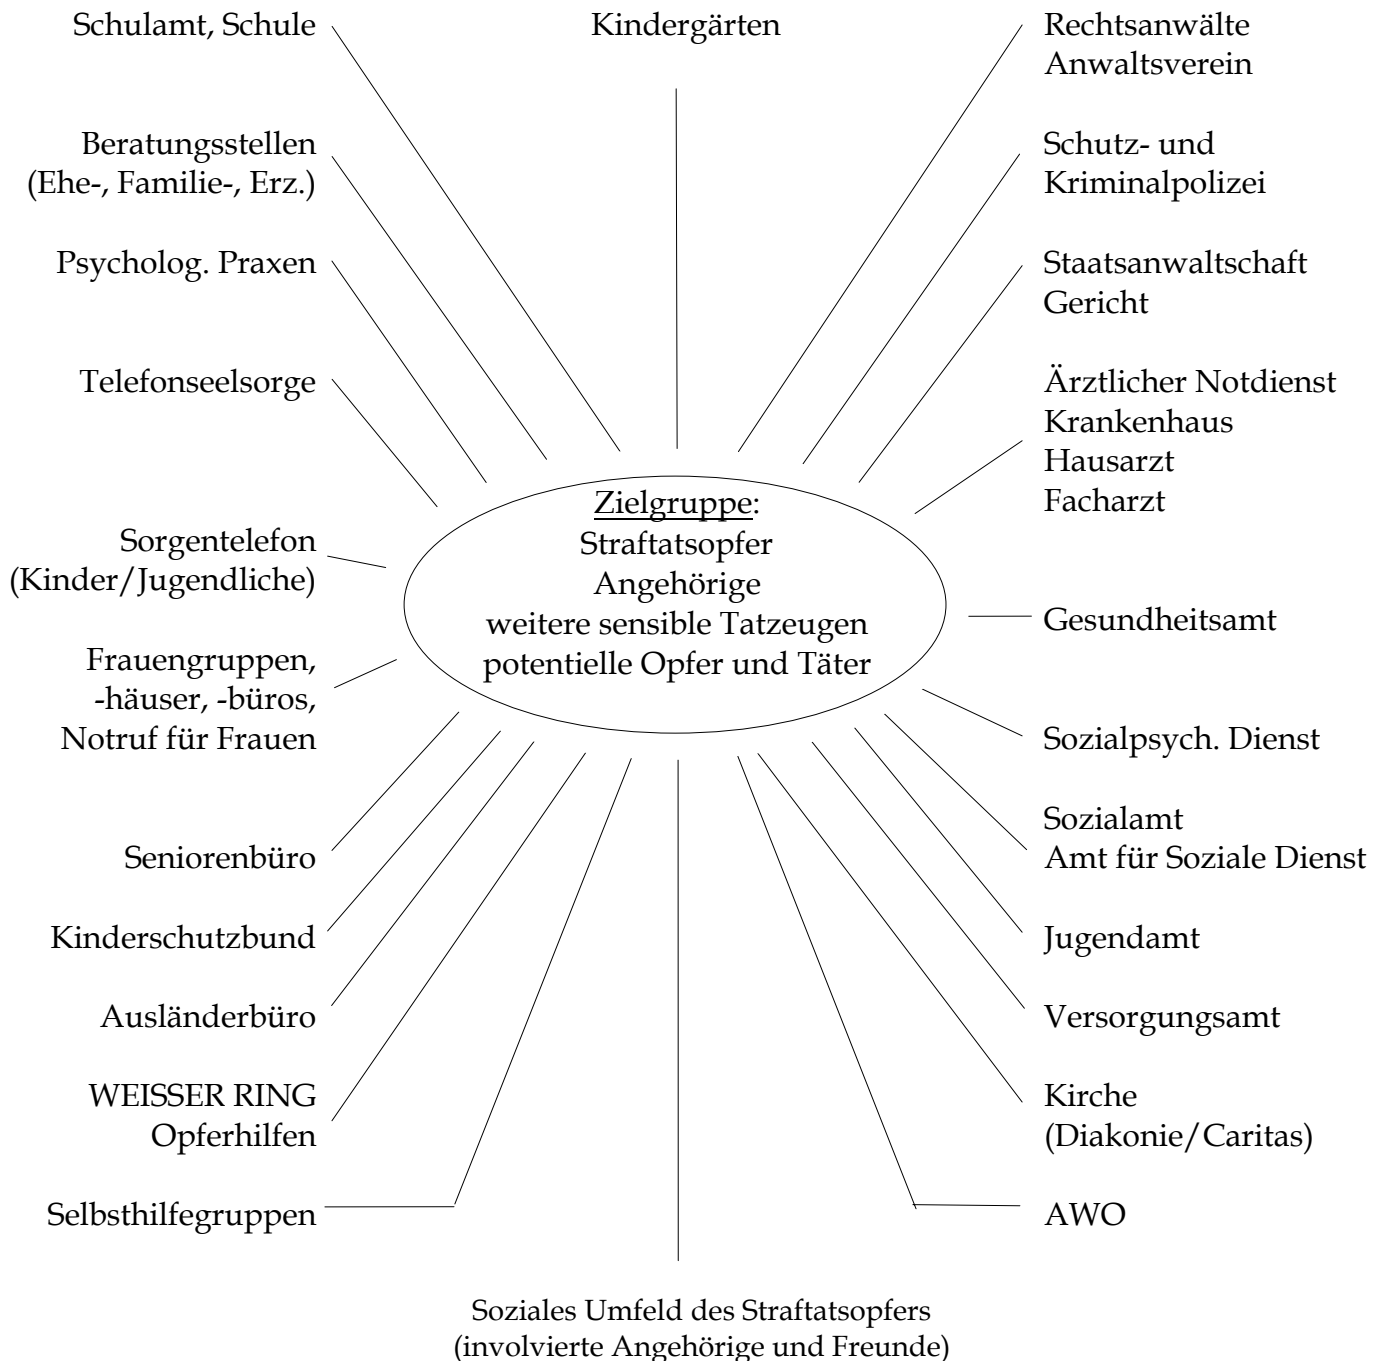 Schulamt, Schule
Kindergärten
Rechtsanwälte
Anwaltsverein
Beratungsstellen
(Ehe-, Familie-, Erz.)
Schutz- und
Kriminalpolizei
Psycholog. Praxen
Staatsanwaltschaft
Gericht
Telefonseelsorge
Ärztlicher Notdienst
Krankenhaus
Hausarzt
Facharzt
Zielgruppe:
Straftatsopfer
Angehörige
weitere sensible Tatzeugen
potentielle Opfer und Täter
Sorgentelefon
(Kinder/Jugendliche)
Gesundheitsamt
Frauengruppen,
-häuser, -büros,
Notruf für Frauen
Sozialpsych. Dienst
Seniorenbüro
Sozialamt
Amt für Soziale Dienst
Kinderschutzbund
Jugendamt
Ausländerbüro
Versorgungsamt
WEISSER RING
Opferhilfen
Kirche
(Diakonie/Caritas)
Selbsthilfegruppen
AWO
Soziales Umfeld des Straftatsopfers
(involvierte Angehörige und Freunde)